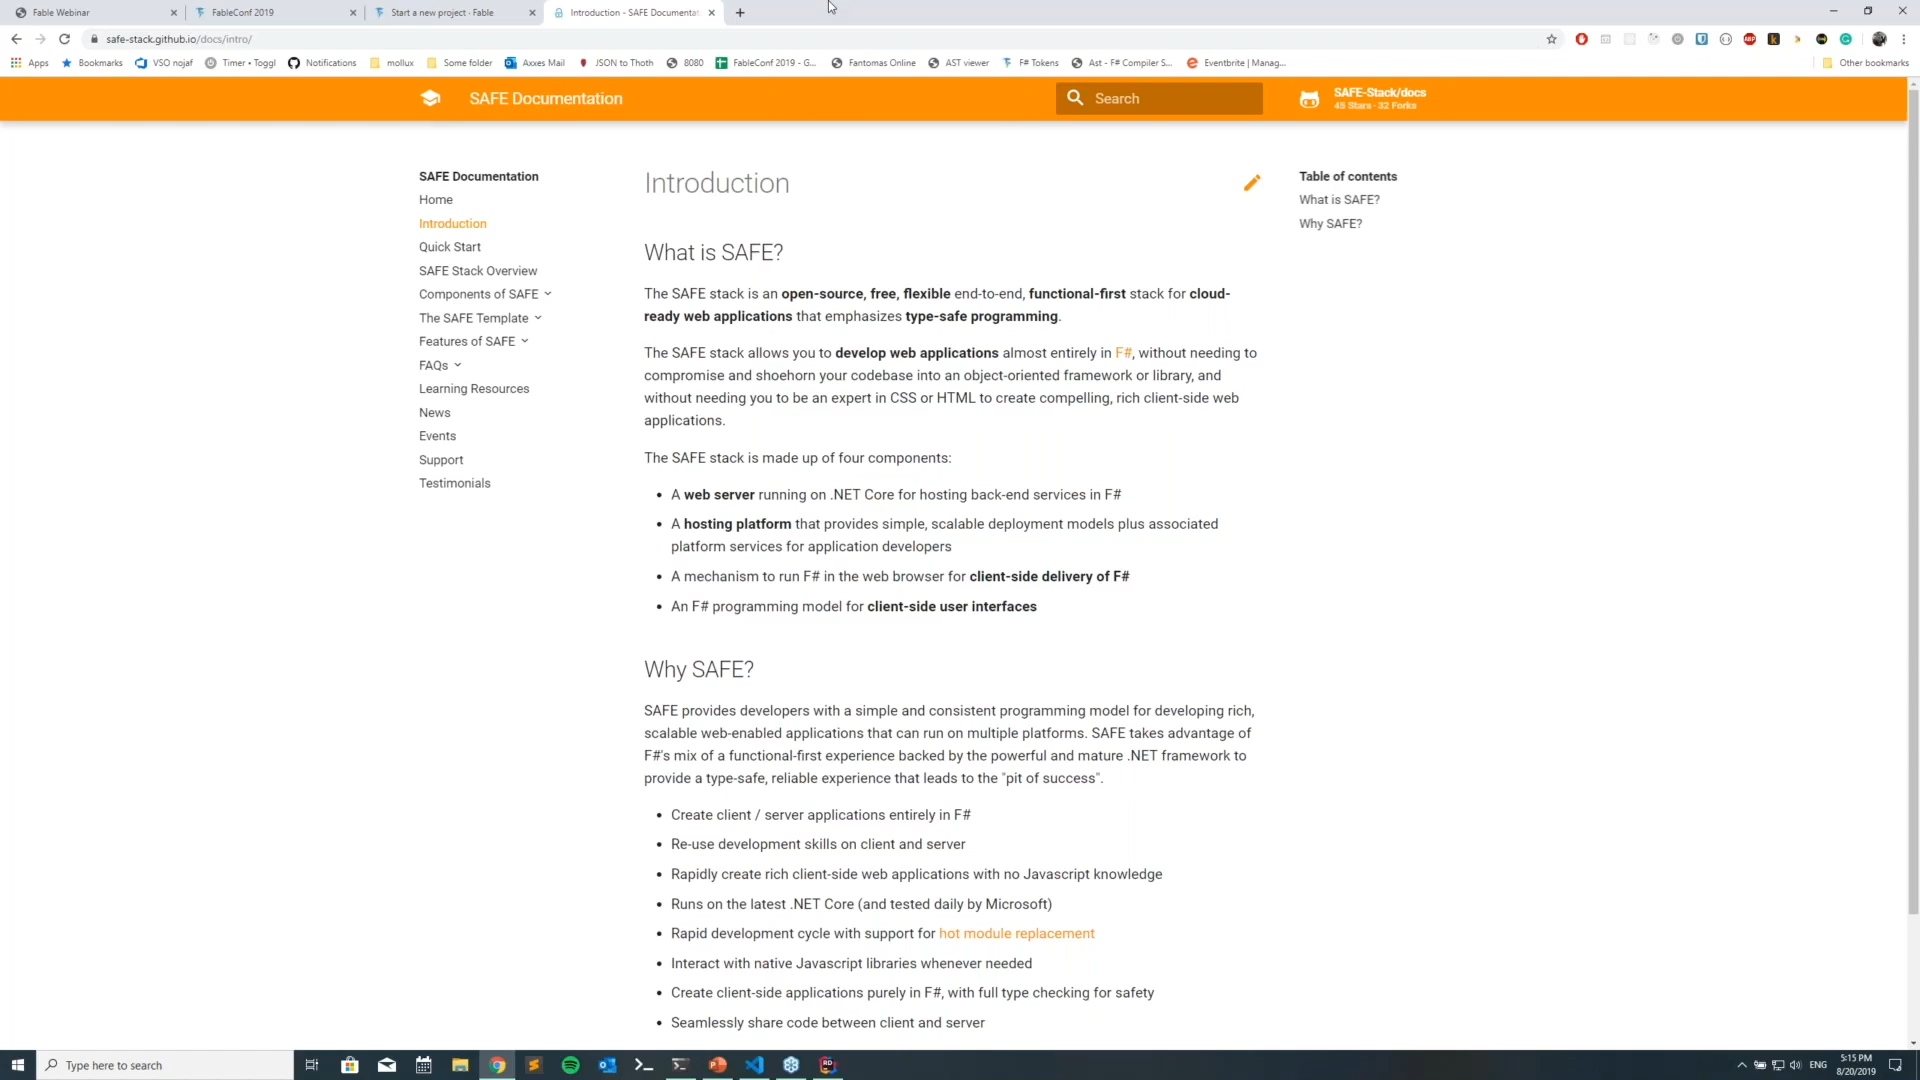 Fable Webinar
FableConf 2019
Start a new project - Fable
Introduction - SAFE Documentat
safe-stack.github.io/docs/intro/
Apps
Bookmarks
VSO nojaf
Timer • Toggl
Notifications
mollux
Some folder
Axxes Mail
JSON to Thoth
8080
FableConf 2019 - G...
Fantomas Online
AST viewer
F# Tokens
Ast - F# Compiler S...
Eventbrite | Manag...
Other bookmarks
SAFE Documentation
Search
SAFE-Stack/docs
45 Stars · 32 Forks
SAFE Documentation
Home
Introduction
Quick Start
SAFE Stack Overview
Components of SAFE
The SAFE Template
Features of SAFE
FAQs
Learning Resources
News
Events
Support
Testimonials
Introduction
What is SAFE?
The SAFE stack is an open-source, free, flexible end-to-end, functional-first stack for cloud-
ready web applications that emphasizes type-safe programming.
The SAFE stack allows you to develop web applications almost entirely in F#, without needing to
compromise and shoehorn your codebase into an object-oriented framework or library, and
without needing you to be an expert in CSS or HTML to create compelling, rich client-side web
applications.
The SAFE stack is made up of four components:
• A web server running on .NET Core for hosting back-end services in F#
• A hosting platform that provides simple, scalable deployment models plus associated
platform services for application developers
• A mechanism to run F# in the web browser for client-side delivery of F#
• An F# programming model for client-side user interfaces
Why SAFE?
SAFE provides developers with a simple and consistent programming model for developing rich,
scalable web-enabled applications that can run on multiple platforms. SAFE takes advantage of
F#'s mix of a functional-first experience backed by the powerful and mature .NET framework to
provide a type-safe, reliable experience that leads to the "pit of success".
• Create client / server applications entirely in F#
• Re-use development skills on client and server
• Rapidly create rich client-side web applications with no Javascript knowledge
• Runs on the latest .NET Core (and tested daily by Microsoft)
• Rapid development cycle with support for hot module replacement
• Interact with native Javascript libraries whenever needed
• Create client-side applications purely in F#, with full type checking for safety
• Seamlessly share code between client and server
Table of contents
What is SAFE?
Why SAFE?
Type here to search
ENG
5:15 PM
8/20/2019